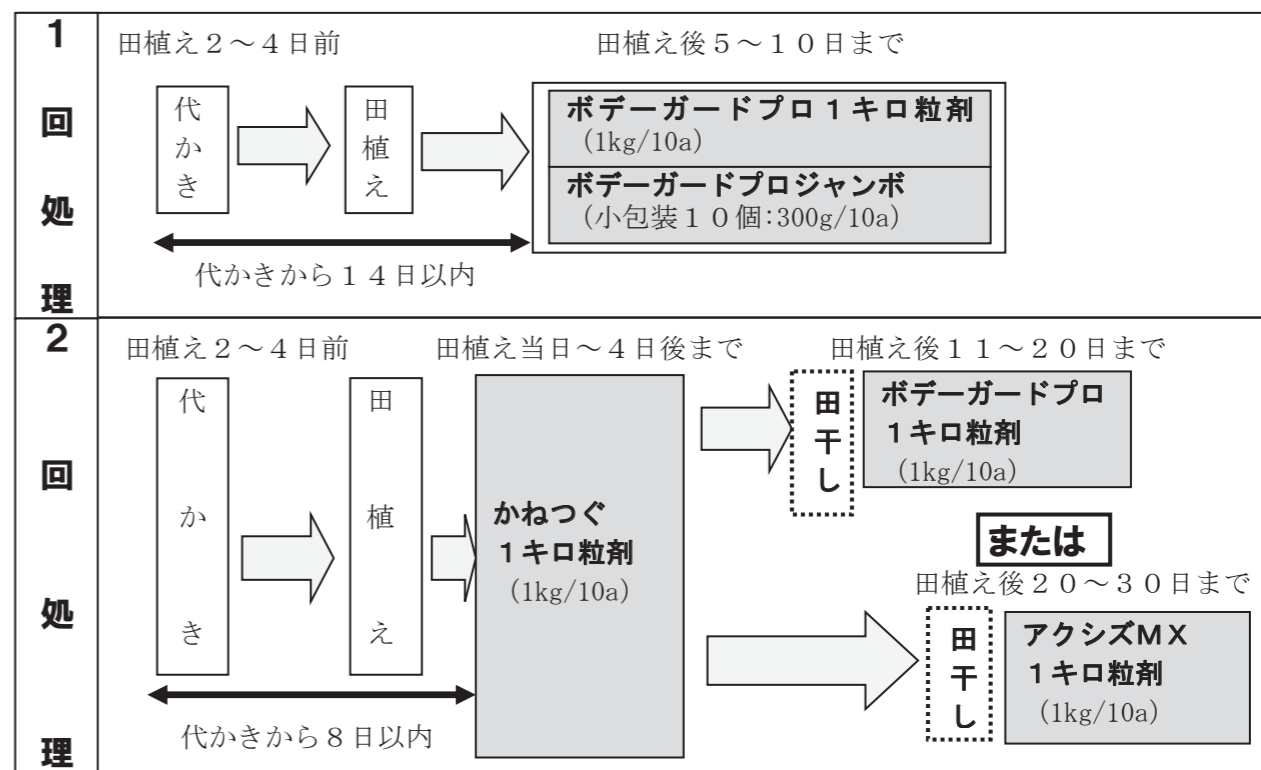 1回処理
田植え2～4日前
田植え後5～10日まで
代かき
田植え
ボデーガードプロ1キロ粒剤
(1kg/10a)
ボデーガードプロジャンボ
(小包装10個:300g/10a)
代かきから14日以内
2回処理
田植え2～4日前
田植え当日～4日後まで
田植え後11～20日まで
代かき
田植え
かねつぐ
1キロ粒剤
(1kg/10a)
田干し
ボデーガードプロ
1キロ粒剤
(1kg/10a)
または
田植え後20～30日まで
田干し
アクシズMX
1キロ粒剤
(1kg/10a)
代かきから8日以内